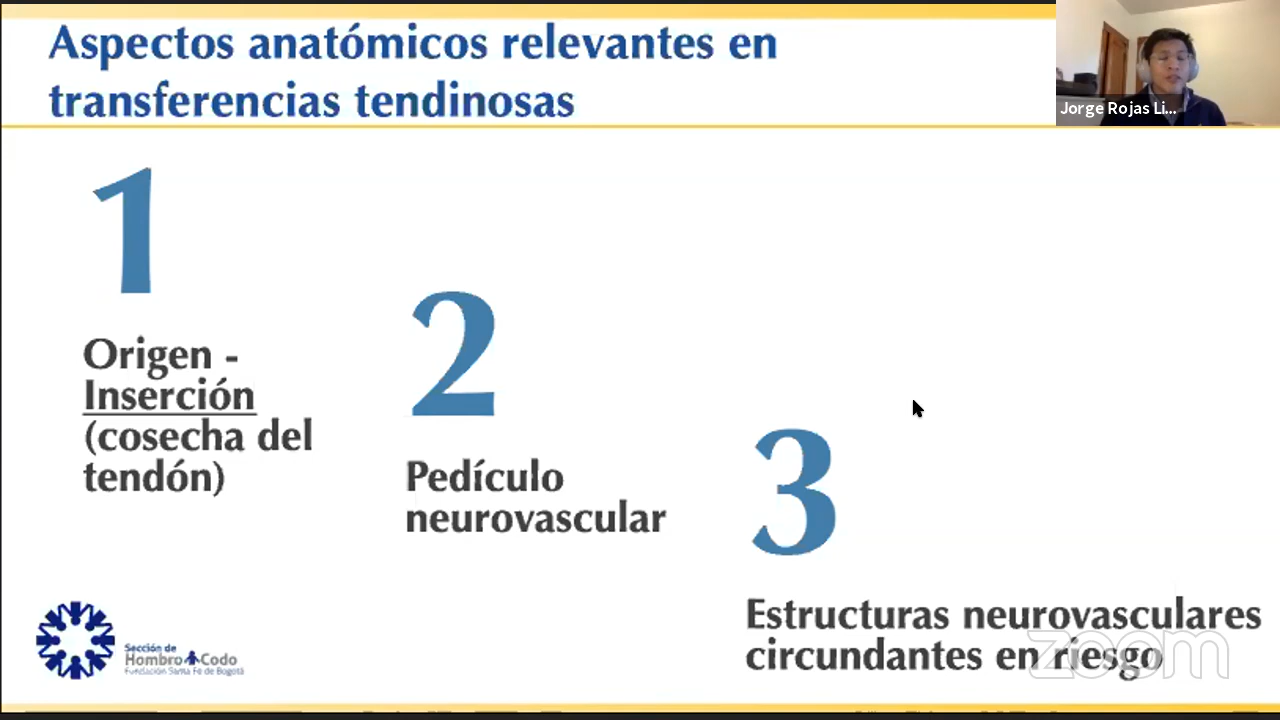 Aspectos anatómicos relevantes en
transferencias tendinosas
Jorge Rojas Li...
1
Origen -
Inserción
(cosecha del
tendón)
2
Pedículo
neurovascular
3
Estructuras neurovasculares
circundantes en riesgo
zoom
Sección de
Hombro Codo
Fundación Santa Fe de Bogotá